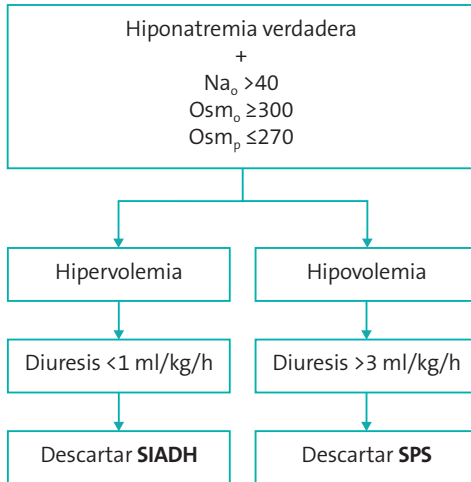 Hiponatremia verdadera
+
Naₒ >40
Osmₒ ≥300
Osmₚ ≤270
Hipervolemia
Hipovolemia
Diuresis <1 ml/kg/h
Diuresis >3 ml/kg/h
Descartar SIADH
Descartar SPS